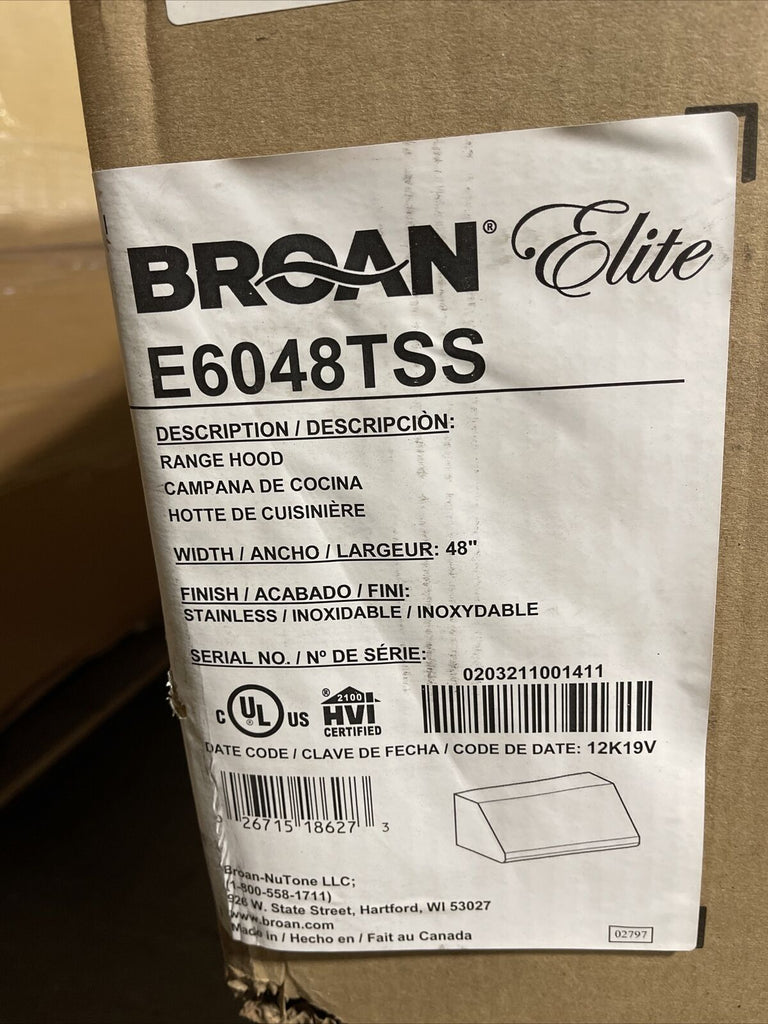 BROAN® Elite
E6048TSS
DESCRIPTION / DESCRIPCIÒN:
RANGE HOOD
CAMPANA DE COCINA
HOTTE DE CUISINIÈRE
WIDTH / ANCHO / LARGEUR: 48"
FINISH / ACABADO / FINI:
STAINLESS / INOXIDABLE / INOXYDABLE
SERIAL NO. / Nº DE SÉRIE:
0203211001411
C UL® US
® 2100
HVI
CERTIFIED
DATE CODE / CLAVE DE FECHA / CODE DE DATE: 12K19V
0 26715 18627 3
Broan-NuTone LLC;
(1-800-558-1711)
926 W. State Street, Hartford, WI 53027
www.broan.com
Made in / Hecho en / Fait au Canada
02797